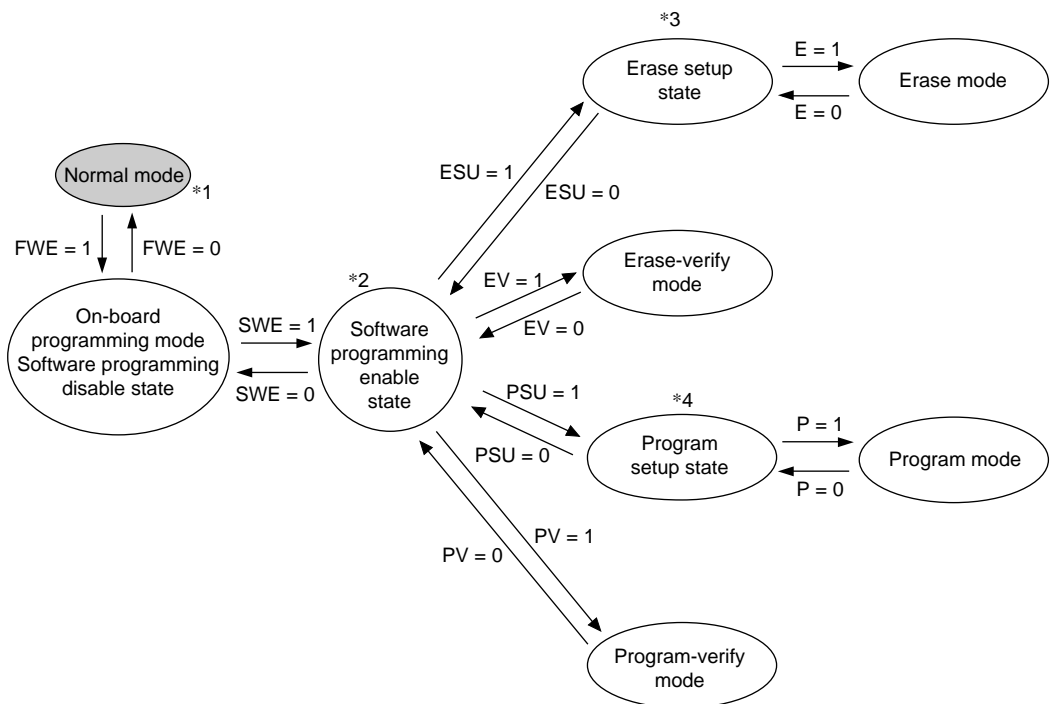 *3
Erase setup
state
E = 1
E = 0
Erase mode
Normal mode
*1
FWE = 1
FWE = 0
ESU = 1
ESU = 0
*2
On-board
programming mode
Software programming
disable state
SWE = 1
SWE = 0
Software
programming
enable
state
EV = 1
EV = 0
Erase-verify
mode
PSU = 1
PSU = 0
*4
Program
setup state
P = 1
P = 0
Program mode
PV = 1
PV = 0
Program-verify
mode